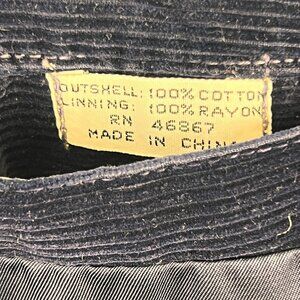 OUTSHELL: 100% COTTON
LINNING: 100% RAYON
RN 46867
MADE IN CHINA